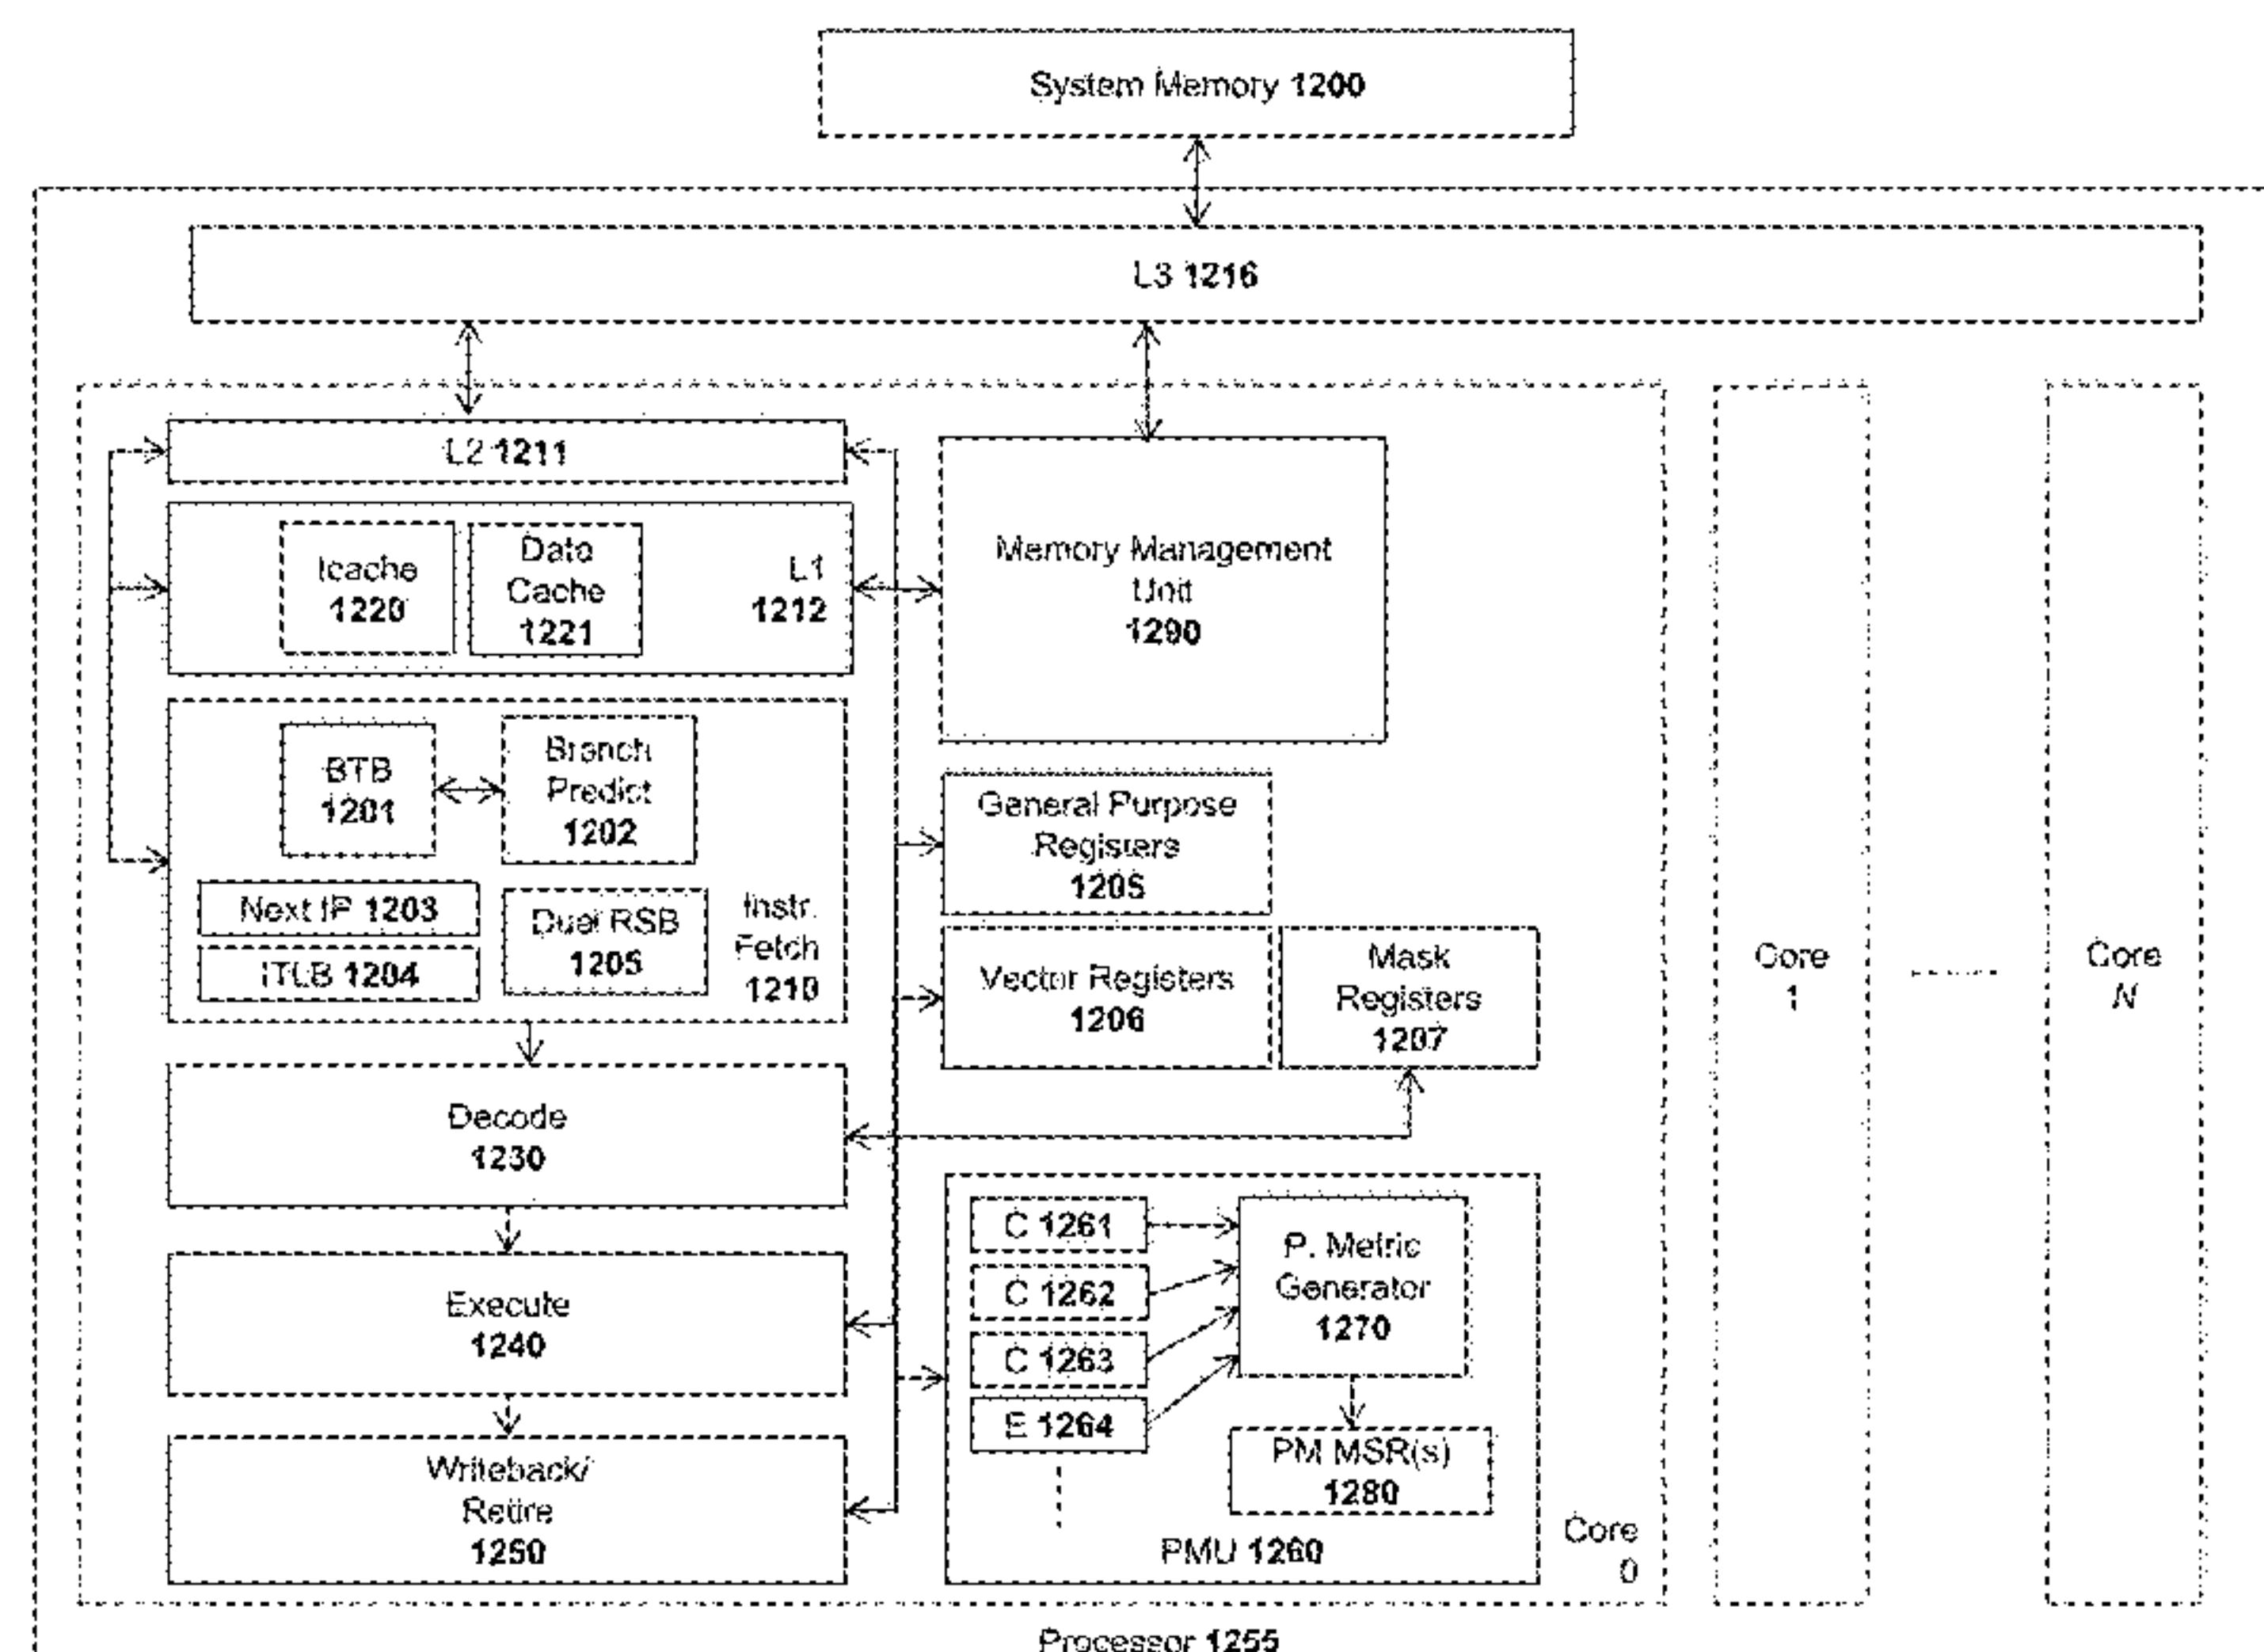 System Memory 1200
L3 1216
L2 1211
Icache
1220
Data
Cache
1221
L1
1212
Memory Management
Unit
1290
BTB
1201
Branch
Predict
1202
Next IP 1203
ITLB 1204
Dual RSB
1205
Instr.
Fetch
1210
General Purpose
Registers
1205
Vector Registers
1206
Mask
Registers
1207
Decode
1230
Execute
1240
Writeback/
Retire
1250
C 1261
C 1262
C 1263
E 1264
P. Metric
Generator
1270
PM MSR(s)
1280
PMU 1260
Core
0
Core
1
Core
N
Processor 1255